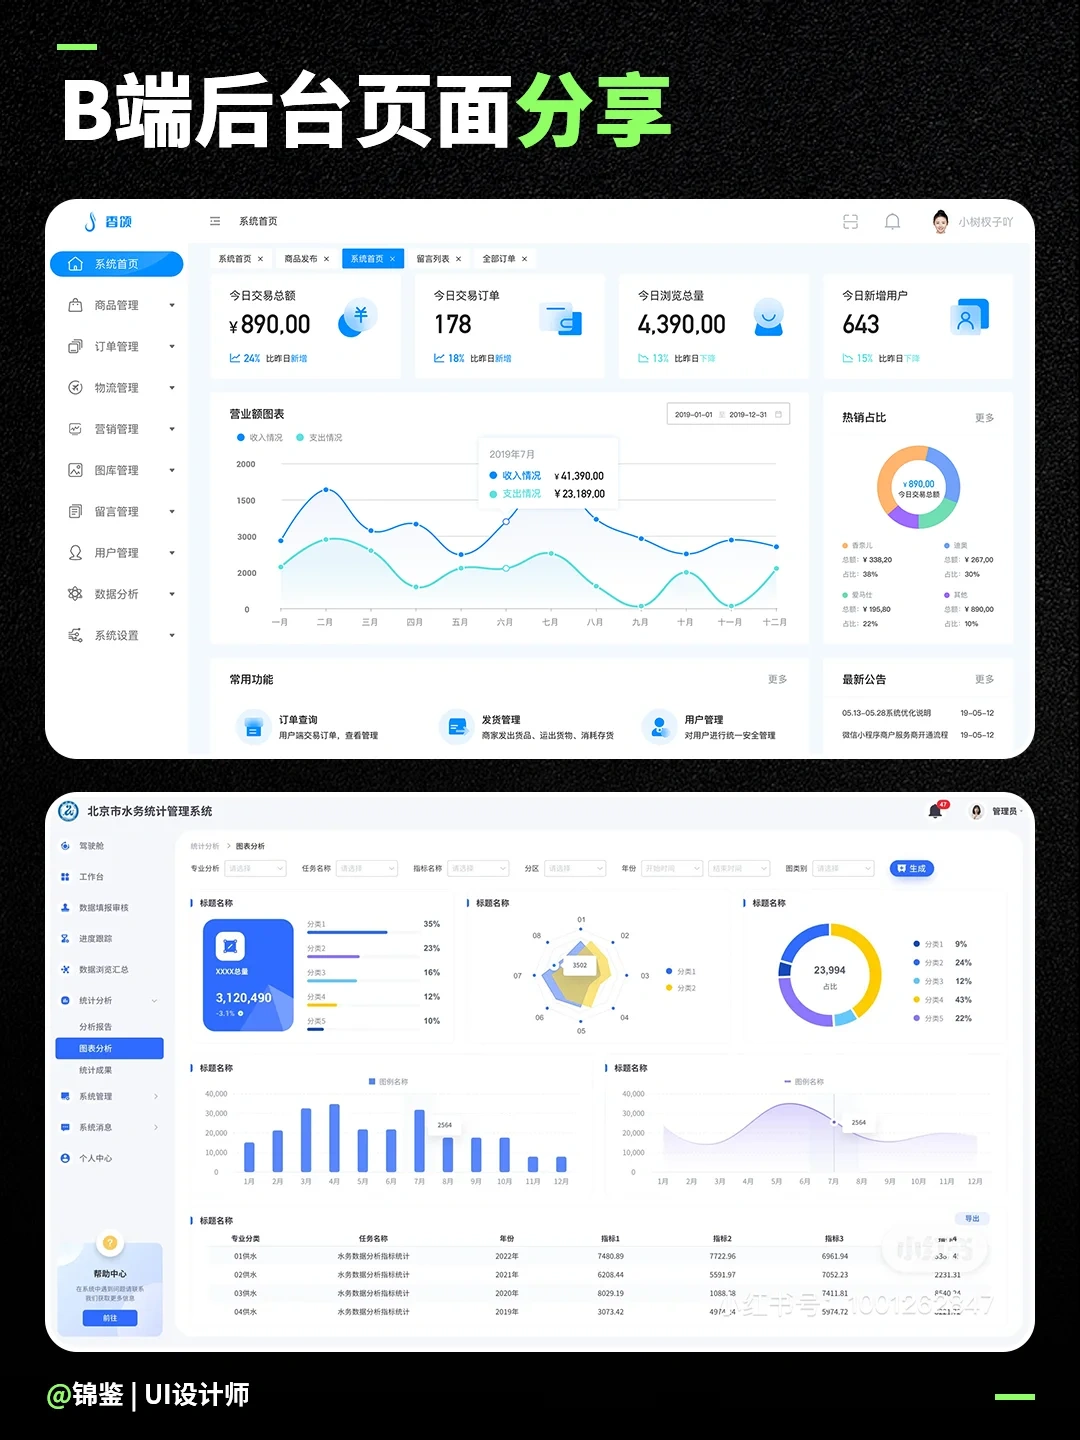 B端后台页面分享
香颂
系统首页
小树杈子吖
系统首页
商品管理
订单管理
物流管理
营销管理
图库管理
留言管理
用户管理
数据分析
系统设置
系统首页 × 商品发布 × 系统首页 × 留言列表 × 全部订单 ×
今日交易总额
¥890,00
24% 比昨日新增
今日交易订单
178
18% 比昨日新增
今日浏览总量
4,390,00
13% 比昨日下降
今日新增用户
643
15% 比昨日下降
营业额图表
2019-01-01 至 2019-12-31
收入情况 支出情况
2000
1500
3000
2000
0
2019年7月
收入情况 ¥41,390,00
支出情况 ¥23,189,00
一月 二月 三月 四月 五月 六月 七月 八月 九月 十月 十一月 十二月
热销占比 更多
¥890,00
今日交易总额
香奈儿
总额: ¥338,20
占比: 38%
迪奥
总额: ¥267,00
占比: 30%
爱马仕
总额: ¥195,80
占比: 22%
其他
总额: ¥890,00
占比: 10%
常用功能 更多
订单查询
用户端交易订单，查看管理
发货管理
商家发出货品、运出货物、消耗存货
用户管理
对用户进行统一安全管理
最新公告 更多
05.13-05.28系统优化说明 19-05-12
微信小程序商户服务商开通流程 19-05-12
北京市水务统计管理系统
47
管理员
驾驶舱
工作台
数据填报审核
进度跟踪
数据浏览汇总
统计分析
分析报告
图表分析
统计成果
系统管理
系统消息
个人中心
?
帮助中心
在系统中遇到问题请联系
我们获取更多信息
前往
统计分析 > 图表分析
专业分析 请选择 任务名称 请选择 指标名称 请选择 分区 请选择 年份 开始时间 结束时间 图类别 请选择 生成
标题名称
XXXX总量
3,120,490
-3.1%
分类1 35%
分类2 23%
分类3 16%
分类4 12%
分类5 10%
标题名称
01
02
03
04
05
06
07
08
3502
分类1
分类2
标题名称
23,994
占比
分类1 9%
分类2 24%
分类3 12%
分类4 43%
分类5 22%
标题名称
图例名称
40,000
30,000
20,000
10,000
0
2564
1月 2月 3月 4月 5月 6月 7月 8月 9月 10月 11月 12月
标题名称
图例名称
40,000
30,000
20,000
10,000
0
2564
1月 2月 3月 4月 5月 6月 7月 8月 9月 10月 11月 12月
标题名称 导出
专业分类 任务名称 年份 指标1 指标2 指标3
01供水 水务数据分析指标统计 2022年 7480.89 7722.96 6961.94
02供水 水务数据分析指标统计 2021年 6208.44 5591.97 7052.23 2231.31
03供水 水务数据分析指标统计 2020年 8029.19 1088.38 7411.81 8540.24
04供水 水务数据分析指标统计 2019年 3073.42 5974.72
小红书
小红书号：1001262847
@锦鉴 | UI设计师